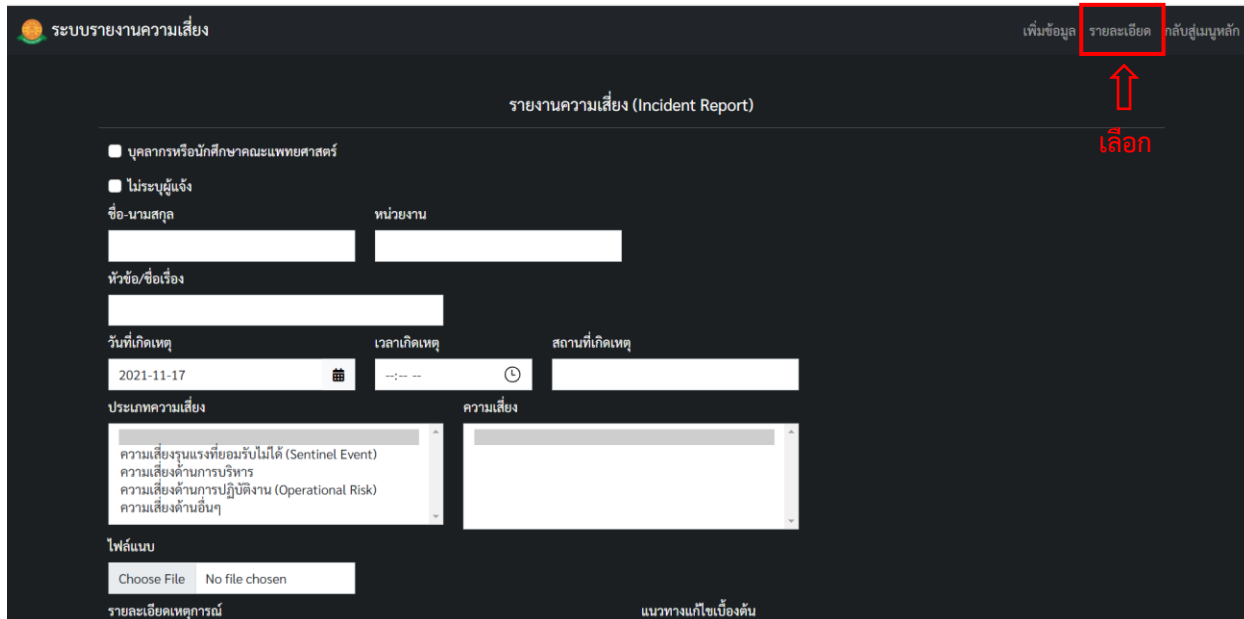 ระบบรายงานความเสี่ยง เพิ่มข้อมูล รายละเอียด กลับสู่เมนูหลัก
เลือก
รายงานความเสี่ยง (Incident Report)
บุคลากรหรือนักศึกษาคณะแพทยศาสตร์
ไม่ระบุผู้แจ้ง
ชื่อ-นามสกุล หน่วยงาน
หัวข้อ/ชื่อเรื่อง
วันที่เกิดเหตุ เวลาเกิดเหตุ สถานที่เกิดเหตุ
2021-11-17 --:-- --
ประเภทความเสี่ยง ความเสี่ยง
ความเสี่ยงรุนแรงที่ยอมรับไม่ได้ (Sentinel Event)
ความเสี่ยงด้านการบริหาร
ความเสี่ยงด้านการปฏิบัติงาน (Operational Risk)
ความเสี่ยงด้านอื่นๆ
ไฟล์แนบ
Choose File No file chosen
รายละเอียดเหตุการณ์ แนวทางแก้ไขเบื้องต้น